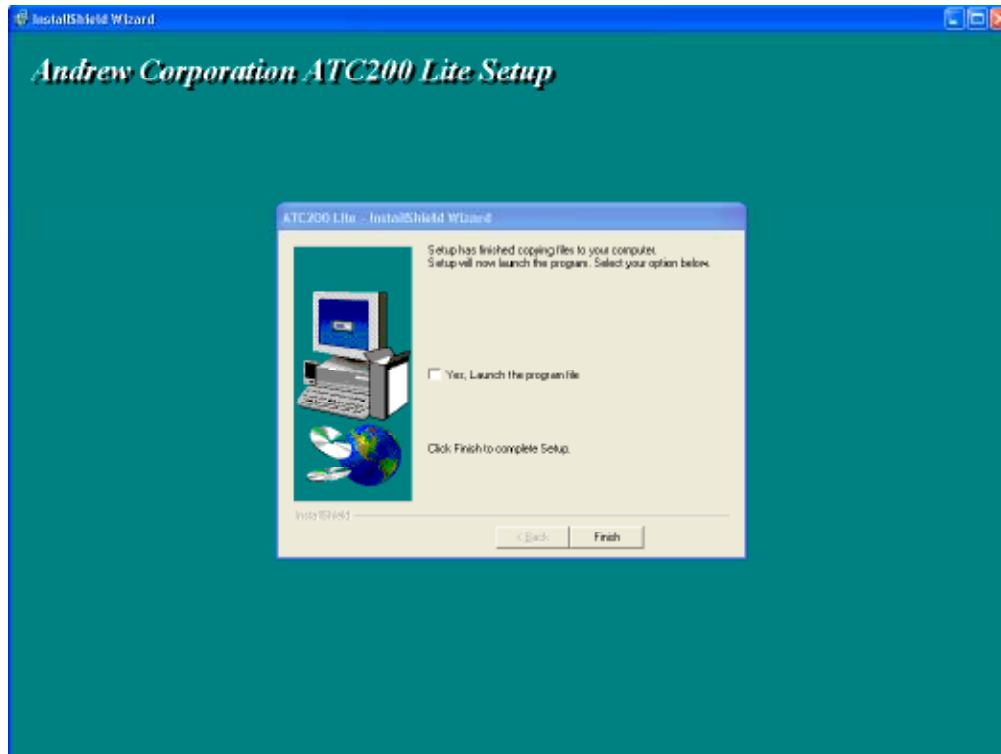 InstallShield Wizard
Andrew Corporation ATC200 Lite Setup
ATC200 Lite - InstallShield Wizard
Setup has finished copying files to your computer.
Setup will now launch the program. Select your option below.
Yes, Launch the program file
Click Finish to complete Setup.
InstallShield
< Back Finish